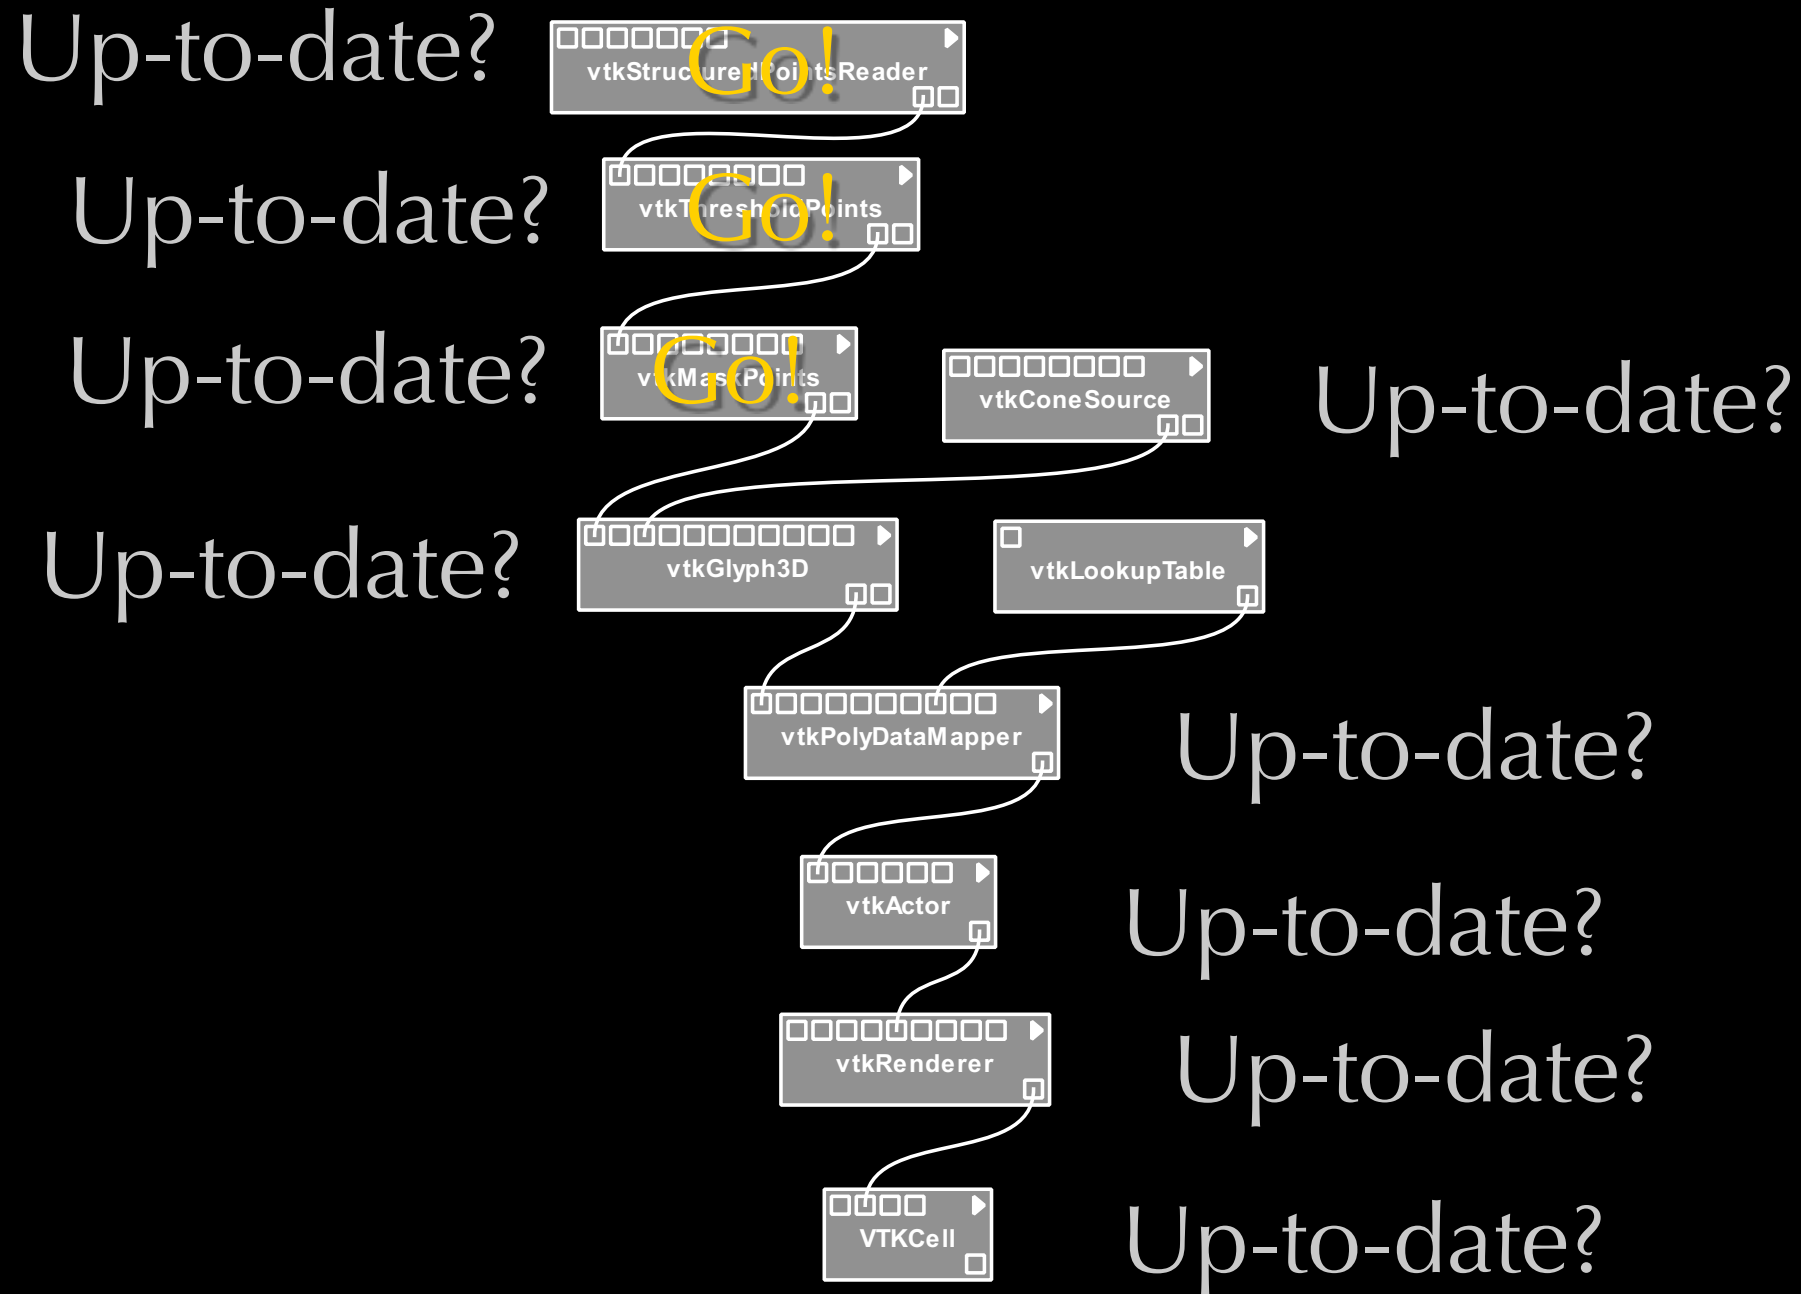 Up-to-date?
Go!
vtkStructuredPointsReader
Up-to-date?
Go!
vtkThresholdPoints
Up-to-date?
Go!
vtkMaskPoints
vtkConeSource
Up-to-date?
Up-to-date?
vtkGlyph3D
vtkLookupTable
vtkPolyDataMapper
Up-to-date?
vtkActor
Up-to-date?
vtkRenderer
Up-to-date?
VTKCell
Up-to-date?